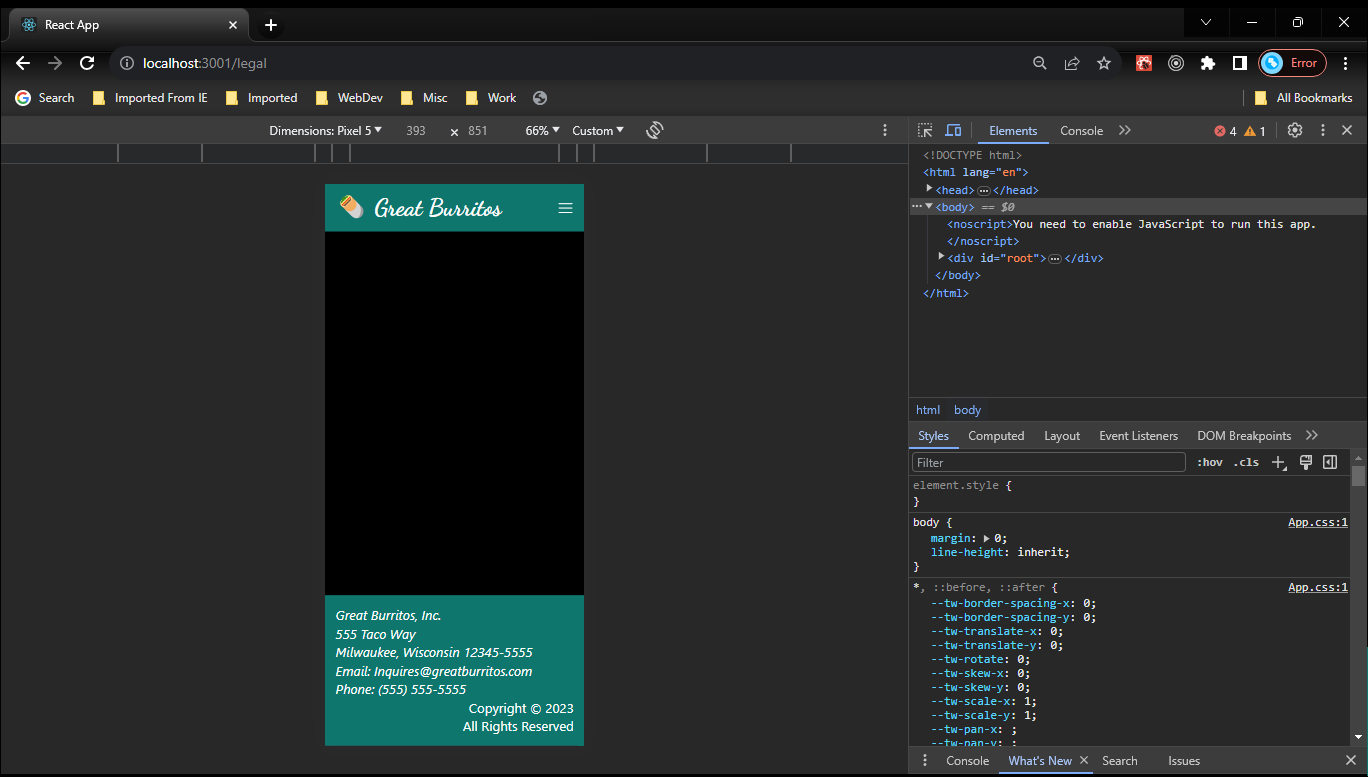 React App
localhost:3001/legal
Error
Search Imported From IE Imported WebDev Misc Work All Bookmarks
Dimensions: Pixel 5 393 × 851 66% Custom
Great Burritos
Great Burritos, Inc.
555 Taco Way
Milwaukee, Wisconsin 12345-5555
Email: Inquires@greatburritos.com
Phone: (555) 555-5555
Copyright © 2023
All Rights Reserved
Elements Console 4 1
<!DOCTYPE html>
<html lang="en">
<head>…</head>
<body> == $0
<noscript>You need to enable JavaScript to run this app.
</noscript>
<div id="root">…</div>
</body>
</html>
html body
Styles Computed Layout Event Listeners DOM Breakpoints
Filter :hov .cls
element.style {
}
body { App.css:1
margin: 0;
line-height: inherit;
}
*, ::before, ::after { App.css:1
--tw-border-spacing-x: 0;
--tw-border-spacing-y: 0;
--tw-translate-x: 0;
--tw-translate-y: 0;
--tw-rotate: 0;
--tw-skew-x: 0;
--tw-skew-y: 0;
--tw-scale-x: 1;
--tw-scale-y: 1;
--tw-pan-x: ;
--tw-pan-y: ;
Console What's New Search Issues